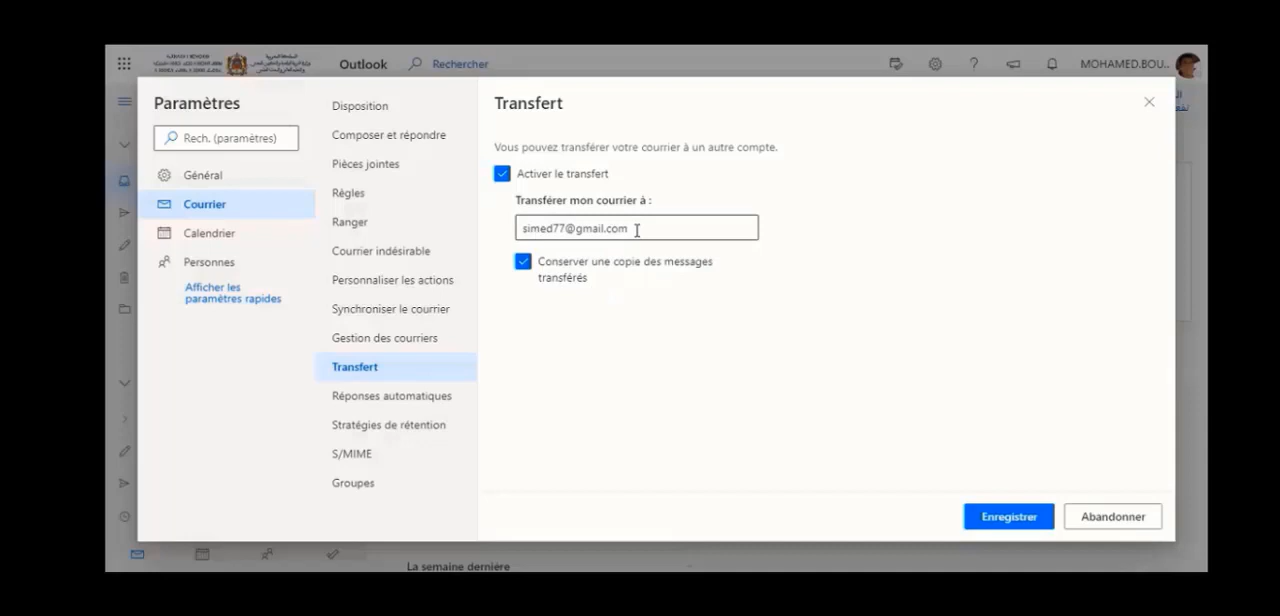 Outlook
Rechercher
MOHAMED.BOU..
Paramètres
Rech. (paramètres)
Général
Courrier
Calendrier
Personnes
Afficher les
paramètres rapides
Disposition
Composer et répondre
Pièces jointes
Règles
Ranger
Courrier indésirable
Personnaliser les actions
Synchroniser le courrier
Gestion des courriers
Transfert
Réponses automatiques
Stratégies de rétention
S/MIME
Groupes
Transfert
Vous pouvez transférer votre courrier à un autre compte.
Activer le transfert
Transférer mon courrier à :
simed77@gmail.com
Conserver une copie des messages
transférés
Enregistrer
Abandonner
La semaine dernière